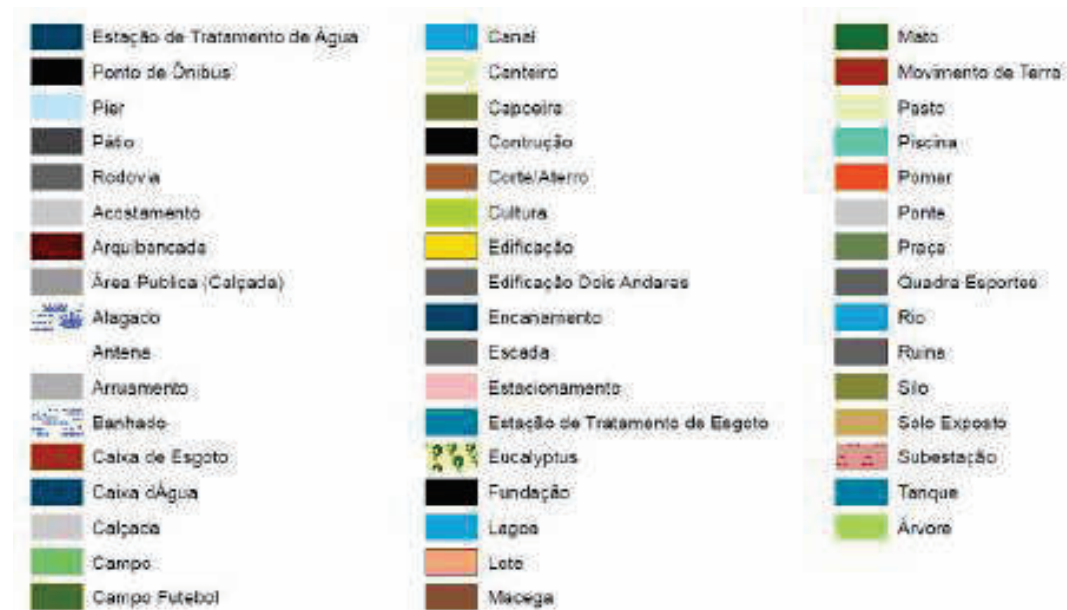 Estação de Tratamento de Água
Ponto de Ônibus
Pier
Pátio
Rodovia
Acostamento
Arquibancada
Área Publica (Calçada)
Alagado
Antena
Arruamento
Banhado
Caixa de Esgoto
Caixa dÁgua
Calçada
Campo
Campo Futebol
Canal
Canteiro
Capoeira
Contrução
Corte/Aterro
Cultura
Edificação
Edificação Dois Andares
Encanamento
Escada
Estacionamento
Estação de Tratamento de Esgoto
Eucalyptus
Fundação
Lagoa
Lote
Macega
Mato
Movimento de Terra
Pasto
Piscina
Pomar
Ponte
Praça
Quadra Esportes
Rio
Ruina
Silo
Solo Exposto
Subestação
Tanque
Árvore